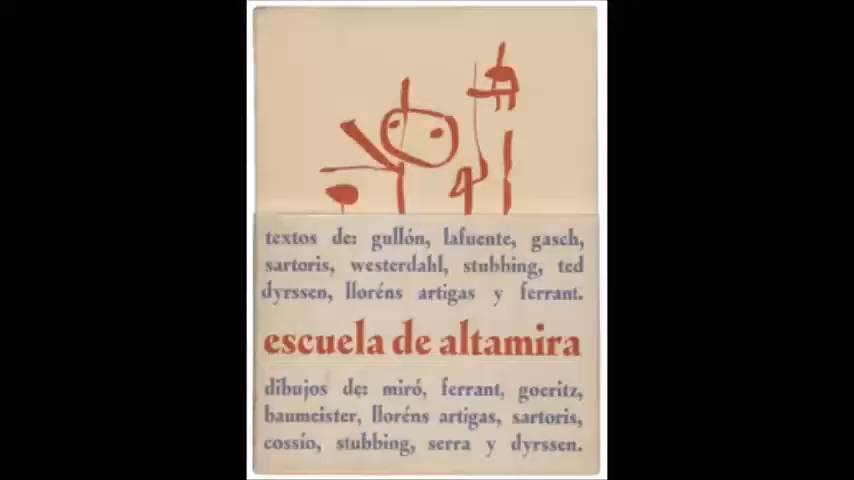 textos de: gullón, lafuente, gasch,
sartoris, westerdahl, stubbing, ted
dyrssen, lloréns artigas y ferrant.
escuela de altamira
dibujos de: miró, ferrant, goeritz,
baumeister, lloréns artigas, sartoris,
cossío, stubbing, serra y dyrssen.